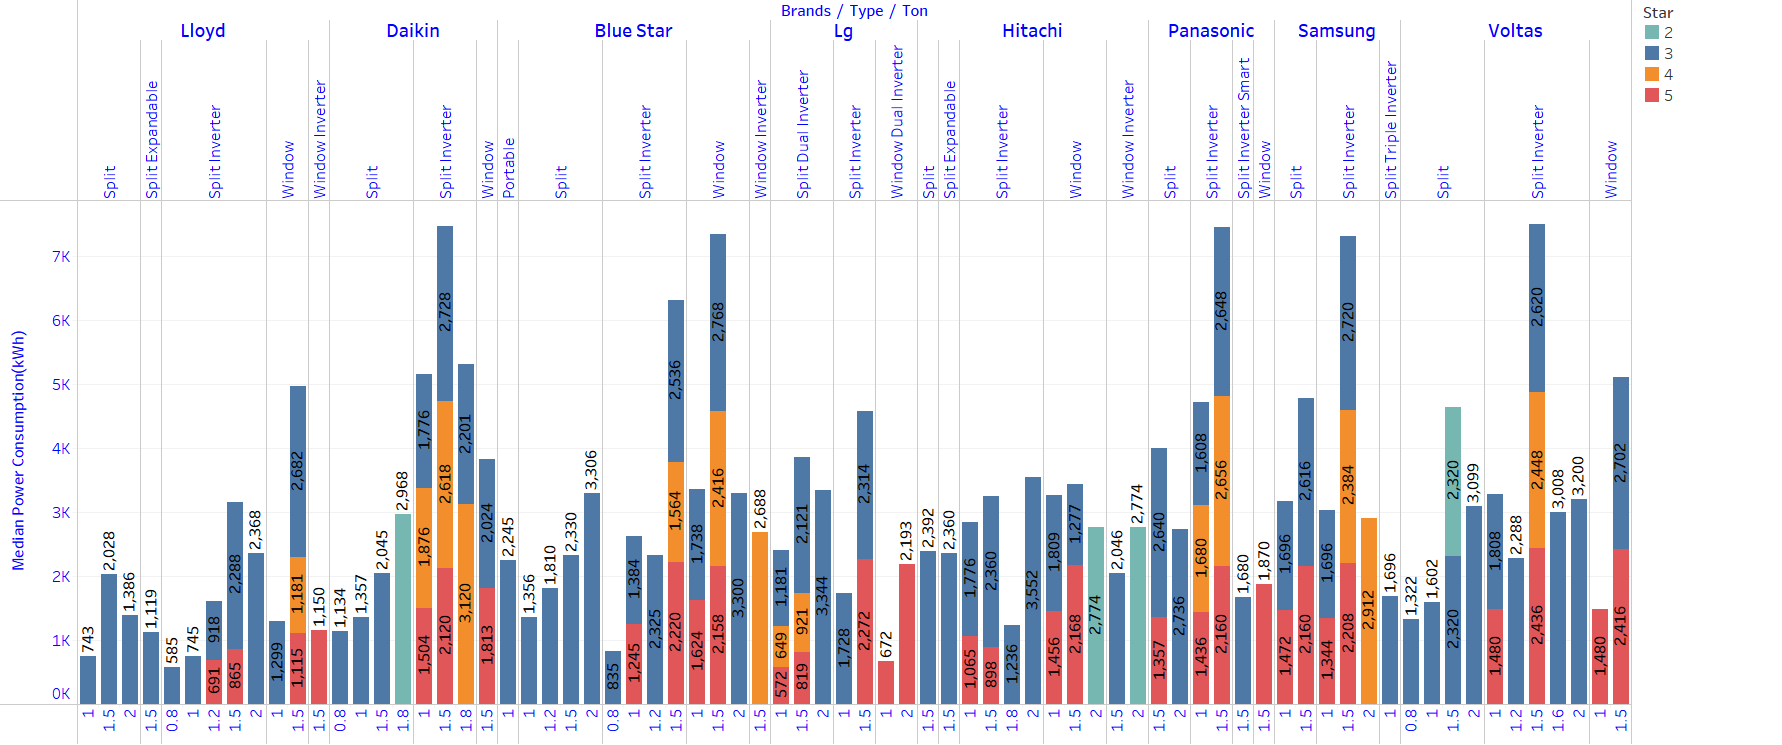 Brands / Type / Ton
Lloyd Daikin Blue Star Lg Hitachi Panasonic Samsung Voltas
Split
Split Expandable
Split Inverter
Window
Window Inverter
Split
Split Inverter
Window
Portable
Split
Split Inverter
Window
Window Inverter
Split Dual Inverter
Split Inverter
Window Dual Inverter
Split
Split Expandable
Split Inverter
Window
Window Inverter
Split
Split Inverter
Split Inverter Smart
Window
Split
Split Inverter
Split Triple Inverter
Split
Split Inverter
Window
Star
2
3
4
5
Median Power Consumption(kWh)
7K
6K
5K
4K
3K
2K
1K
0K
743
2,028
1,386
1,119
585
745
918
691
2,288
865
2,368
1,299
2,682
1,181
1,115
1,150
1,134
1,357
2,045
2,968
1,776
1,876
1,504
2,728
2,618
2,120
2,201
3,120
2,024
1,813
2,245
1,356
1,810
2,330
3,306
835
1,384
1,245
2,325
2,536
1,564
2,220
1,738
1,624
2,768
2,416
2,158
3,300
2,688
1,181
649
572
2,121
921
819
3,344
1,728
2,314
2,272
672
2,193
2,392
2,360
1,776
1,065
2,360
898
1,236
3,552
1,809
1,456
1,277
2,168
2,774
2,046
2,774
2,640
1,357
2,736
1,608
1,680
1,436
2,648
2,656
2,160
1,680
1,870
1,696
1,472
2,616
2,160
1,696
1,344
2,720
2,384
2,208
2,912
1,696
1,322
1,602
2,320
2,320
3,099
1,808
1,480
2,288
2,620
2,448
2,436
3,008
3,200
1,480
2,702
2,416
1 1.5 2 1.5 0.8 1 1.2 1.5 2 1 1.5 1.5 0.8 1 1.5 1.8 1 1.5 1.8 1.5 1 1 1.2 1.5 2 0.8 1 1.2 1.5 1 1.5 2 1.5 1 1.5 2 1 1.5 1 2 1.5 1.5 1 1.5 1.8 2 1 1.5 2 1.5 2 1.5 2 1 1.5 1.5 1.5 1 1.5 1 1.5 2 1 0.8 1 1.5 2 1 1.2 1.5 1.6 2 1 1.5